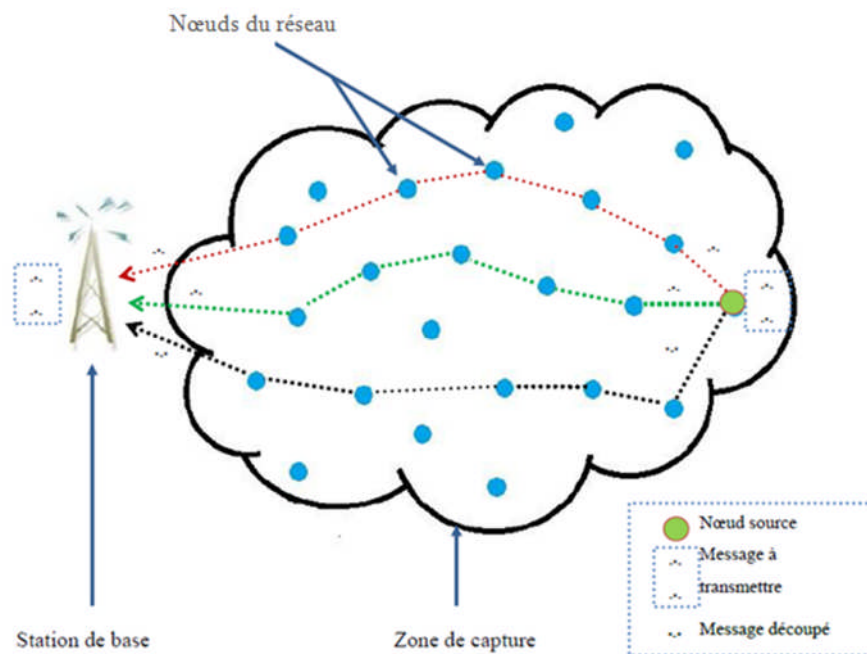 Nœuds du réseau
Nœud source
Message à
transmettre
Message découpé
Station de base
Zone de capture